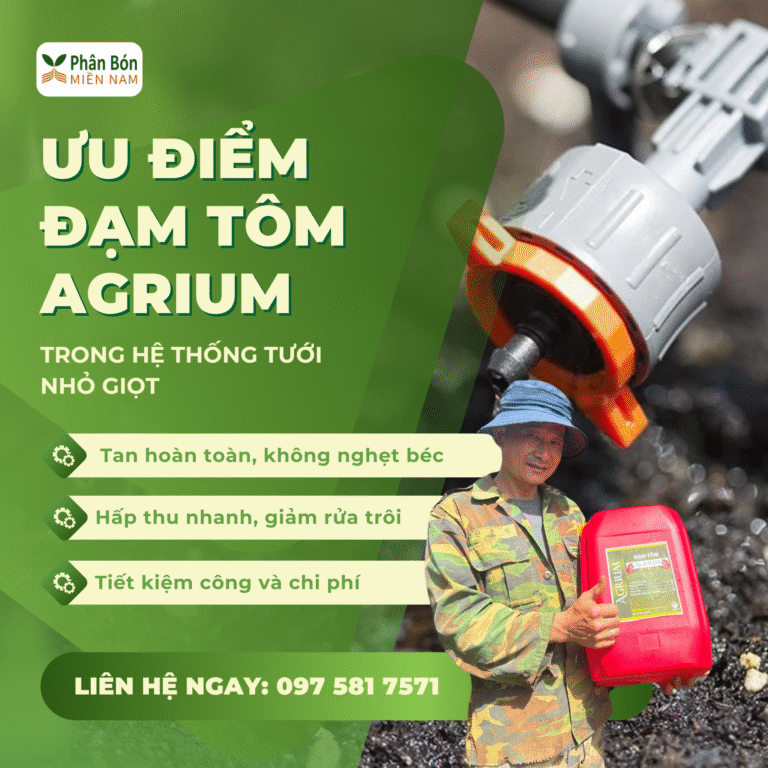 Phân Bón
MIỀN NAM
ƯU ĐIỂM
ĐẠM TÔM
AGRIUM
TRONG HỆ THỐNG TƯỚI
NHỎ GIỌT
Tan hoàn toàn, không nghẹt béc
Hấp thu nhanh, giảm rửa trôi
Tiết kiệm công và chi phí
LIÊN HỆ NGAY: 097 581 7571
ĐẠM TÔM
AGRIUM
AGRIUM